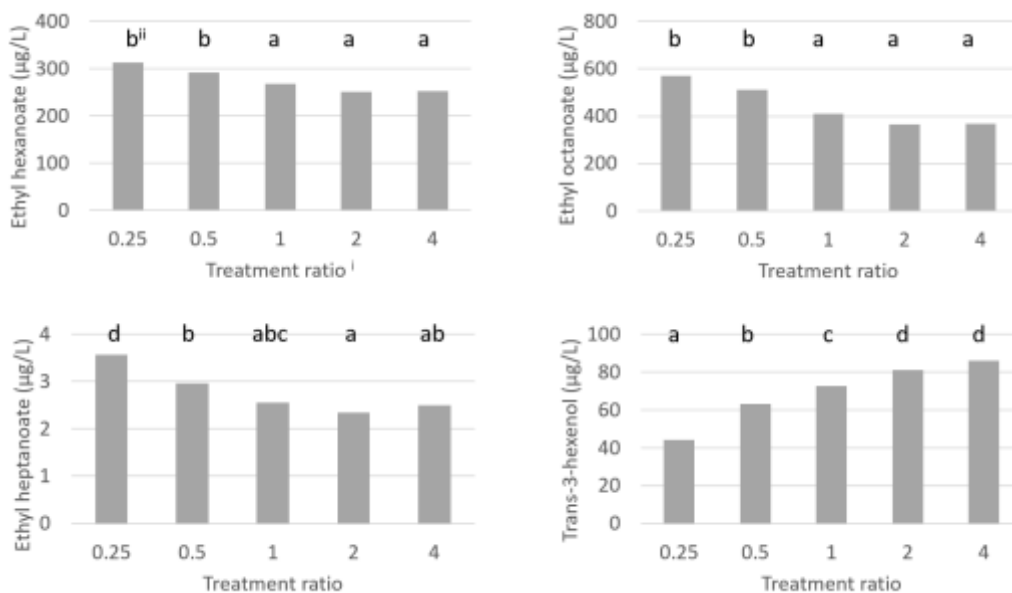 Ethyl hexanoate (µg/L)
400
300
200
100
0
bⁱⁱ b a a a
0.25 0.5 1 2 4
Treatment ratio ⁱ
Ethyl octanoate (µg/L)
800
600
400
200
0
b b a a a
0.25 0.5 1 2 4
Treatment ratio
Ethyl heptanoate (µg/L)
4
3
2
1
0
d b abc a ab
0.25 0.5 1 2 4
Treatment ratio
Trans-3-hexenol (µg/L)
100
80
60
40
20
0
a b c d d
0.25 0.5 1 2 4
Treatment ratio